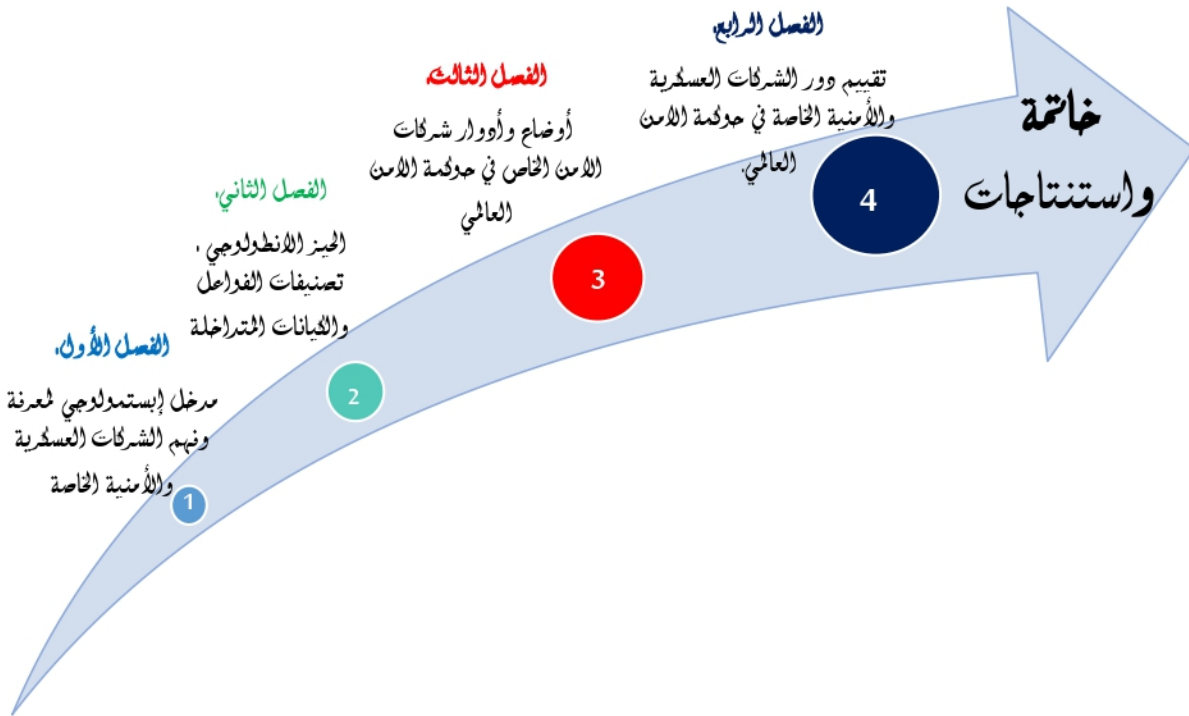 الفصل الأول.
مدخل إبستمولوجي لمعرفة
وفهم الشركات العسكرية
والأمنية الخاصة
1
الفصل الثاني.
الحيز الانطولوجي .
تصنيفات الفواعل
والكيانات المتداخلة
2
الفصل الثالث.
أوضاع وأدوار شركات
الامن الخاص في حوكمة الامن
العالمي
3
الفصل الرابع.
تقييم دور الشركات العسكرية
والأمنية الخاصة في حوكمة الامن
العالمي.
4
خاتمة
واستنتاجات